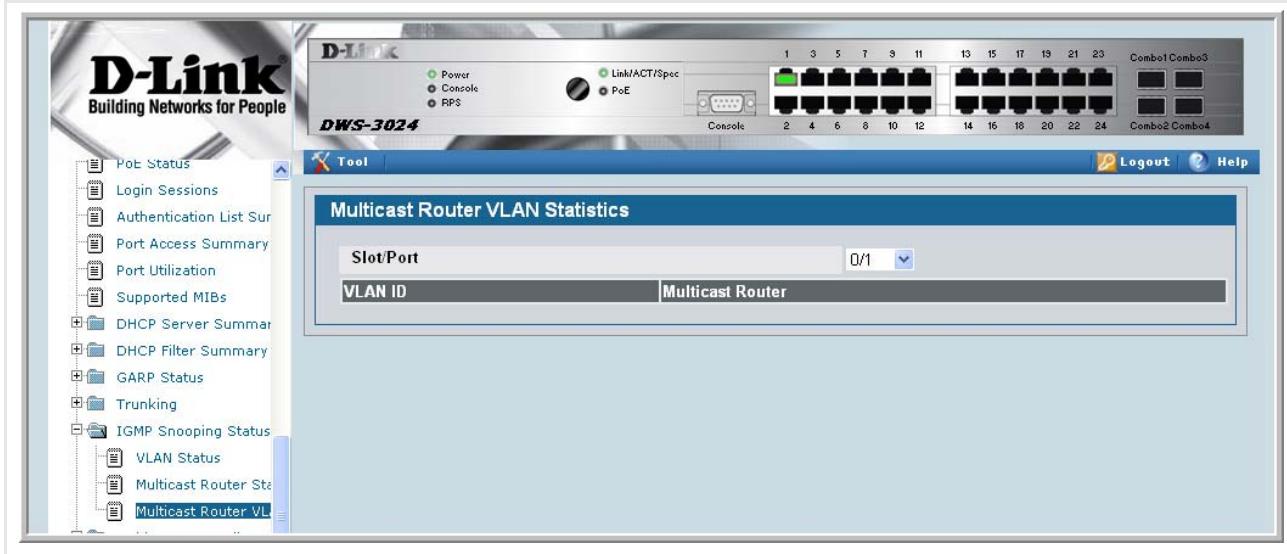 D-Link
Building Networks for People
D-Link
Power
Console
RPS
Link/ACT/Spec
PoE
DWS-3024
Console
1 3 5 7 9 11 13 15 17 19 21 23
2 4 6 8 10 12 14 16 18 20 22 24
Combo1 Combo3
Combo2 Combo4
Tool
Logout
Help
PoE Status
Login Sessions
Authentication List Sur
Port Access Summary
Port Utilization
Supported MIBs
DHCP Server Summar
DHCP Filter Summary
GARP Status
Trunking
IGMP Snooping Status
VLAN Status
Multicast Router Sta
Multicast Router VL
Multicast Router VLAN Statistics
Slot/Port
0/1
VLAN ID
Multicast Router